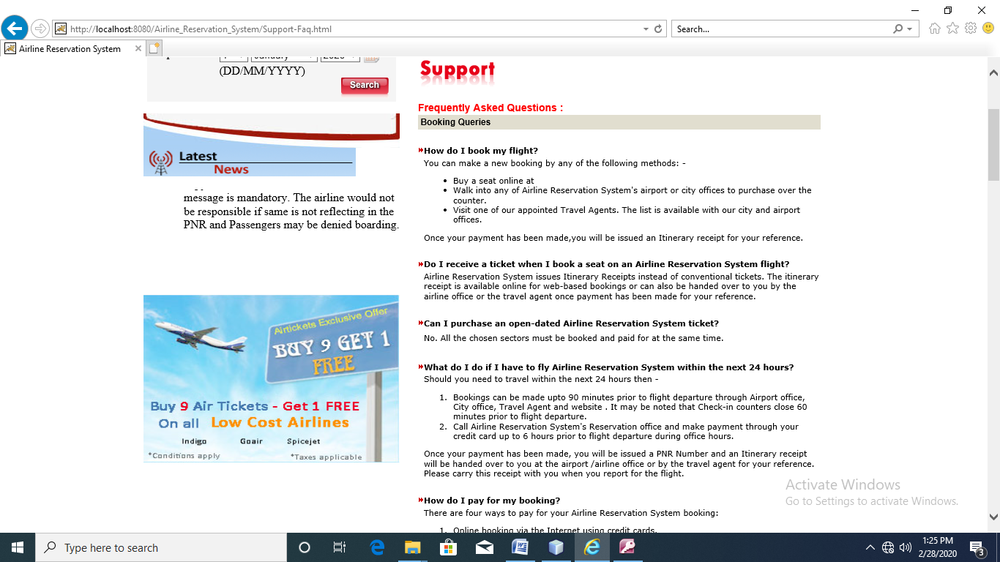 http://localhost:8080/Airline_Reservation_System/Support-Faq.html
Search...
Airline Reservation System
(DD/MM/YYYY)
Search
Latest
News
message is mandatory. The airline would not
be responsible if same is not reflecting in the
PNR and Passengers may be denied boarding.
Airtickets Exclusive Offer
BUY 9 GET 1
FREE
Buy 9 Air Tickets - Get 1 FREE
On all Low Cost Airlines
Indigo Goair Spicejet
*Conditions apply *Taxes applicable
Support
Frequently Asked Questions :
Booking Queries
How do I book my flight?
You can make a new booking by any of the following methods: -
• Buy a seat online at
• Walk into any of Airline Reservation System's airport or city offices to purchase over the
counter.
• Visit one of our appointed Travel Agents. The list is available with our city and airport
offices.
Once your payment has been made,you will be issued an Itinerary receipt for your reference.
Do I receive a ticket when I book a seat on an Airline Reservation System flight?
Airline Reservation System issues Itinerary Receipts instead of conventional tickets. The itinerary
receipt is available online for web-based bookings or can also be handed over to you by the
airline office or the travel agent once payment has been made for your reference.
Can I purchase an open-dated Airline Reservation System ticket?
No. All the chosen sectors must be booked and paid for at the same time.
What do I do if I have to fly Airline Reservation System within the next 24 hours?
Should you need to travel within the next 24 hours then -
1. Bookings can be made upto 90 minutes prior to flight departure through Airport office,
City office, Travel Agent and website . It may be noted that Check-in counters close 60
minutes prior to flight departure.
2. Call Airline Reservation System's Reservation office and make payment through your
credit card up to 6 hours prior to flight departure during office hours.
Once your payment has been made, you will be issued a PNR Number and an Itinerary receipt
will be handed over to you at the airport /airline office or by the travel agent for your reference.
Please carry this receipt with you when you report for the flight.
How do I pay for my booking?
There are four ways to pay for your Airline Reservation System booking:
1. Online booking via the Internet using credit cards.
Activate Windows
Go to Settings to activate Windows.
Type here to search
1:25 PM
2/28/2020
3